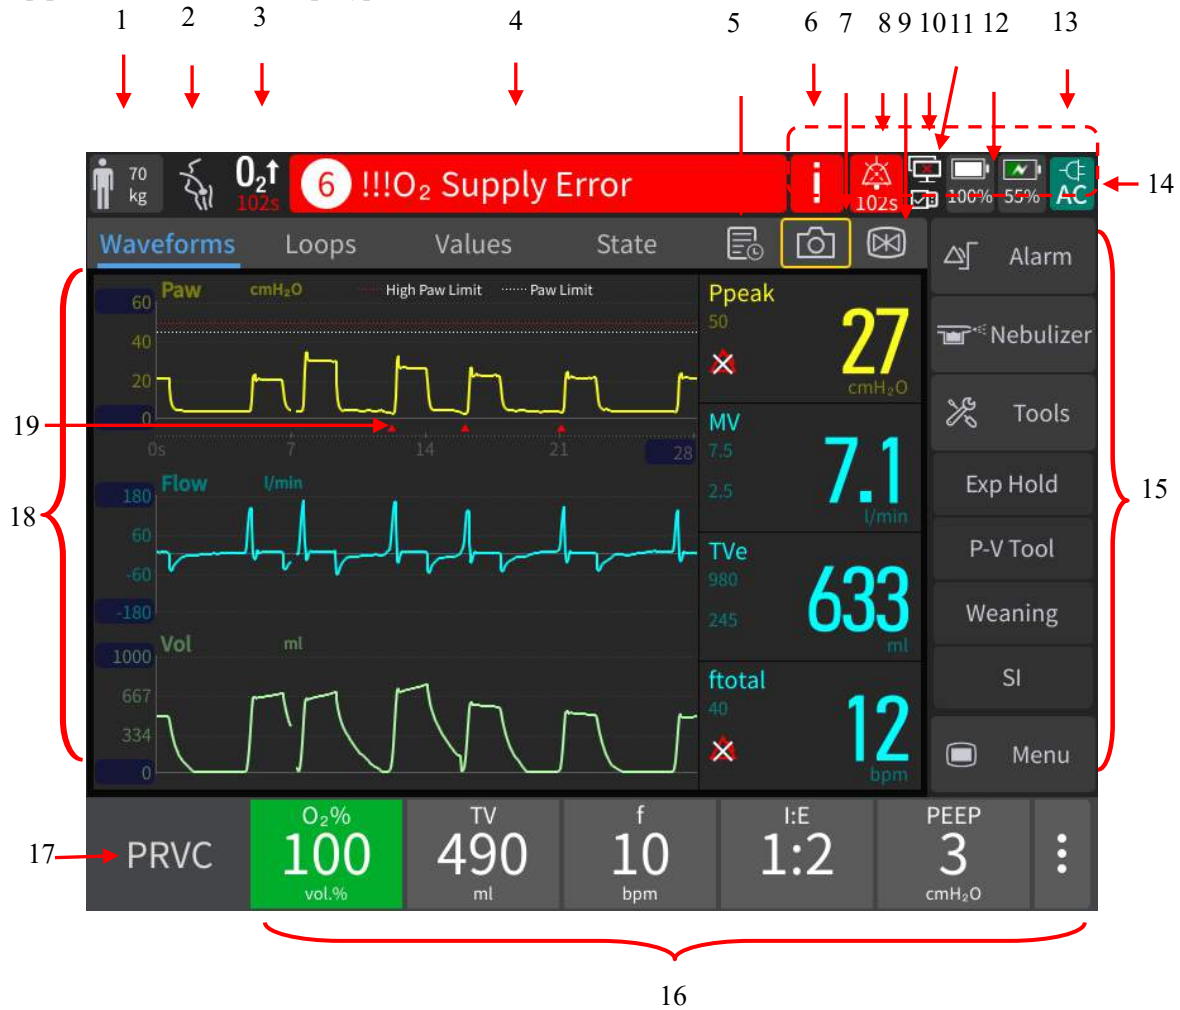 1 2 3 4 5 6 7 8 9 10 11 12 13
70
kg
O₂↑
102s
6 !!!O₂ Supply Error
i
102s
100%
55%
AC
14
Waveforms Loops Values State
Alarm
Nebulizer
Tools
Exp Hold
P-V Tool
Weaning
SI
Menu
15
Paw cmH₂O High Paw Limit Paw Limit
60
40
20
0
0s 7 14 21 28
19
18
Flow l/min
180
60
-60
-180
Vol ml
1000
667
334
0
Ppeak
50
27
cmH₂O
MV
7.5
2.5
7.1
l/min
TVe
980
245
633
ml
ftotal
40
12
bpm
17
PRVC
O₂%
100
vol.%
TV
490
ml
f
10
bpm
I:E
1:2
PEEP
3
cmH₂O
16